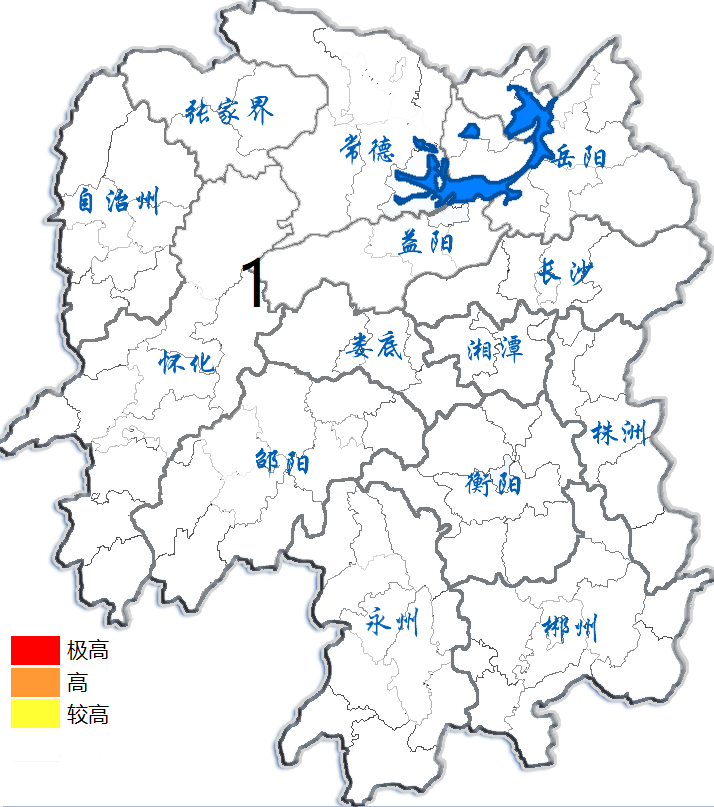 张家界
常德
岳阳
自治州
益阳
长沙
1
怀化
娄底
湘潭
株洲
邵阳
衡阳
永州
郴州
极高
高
较高